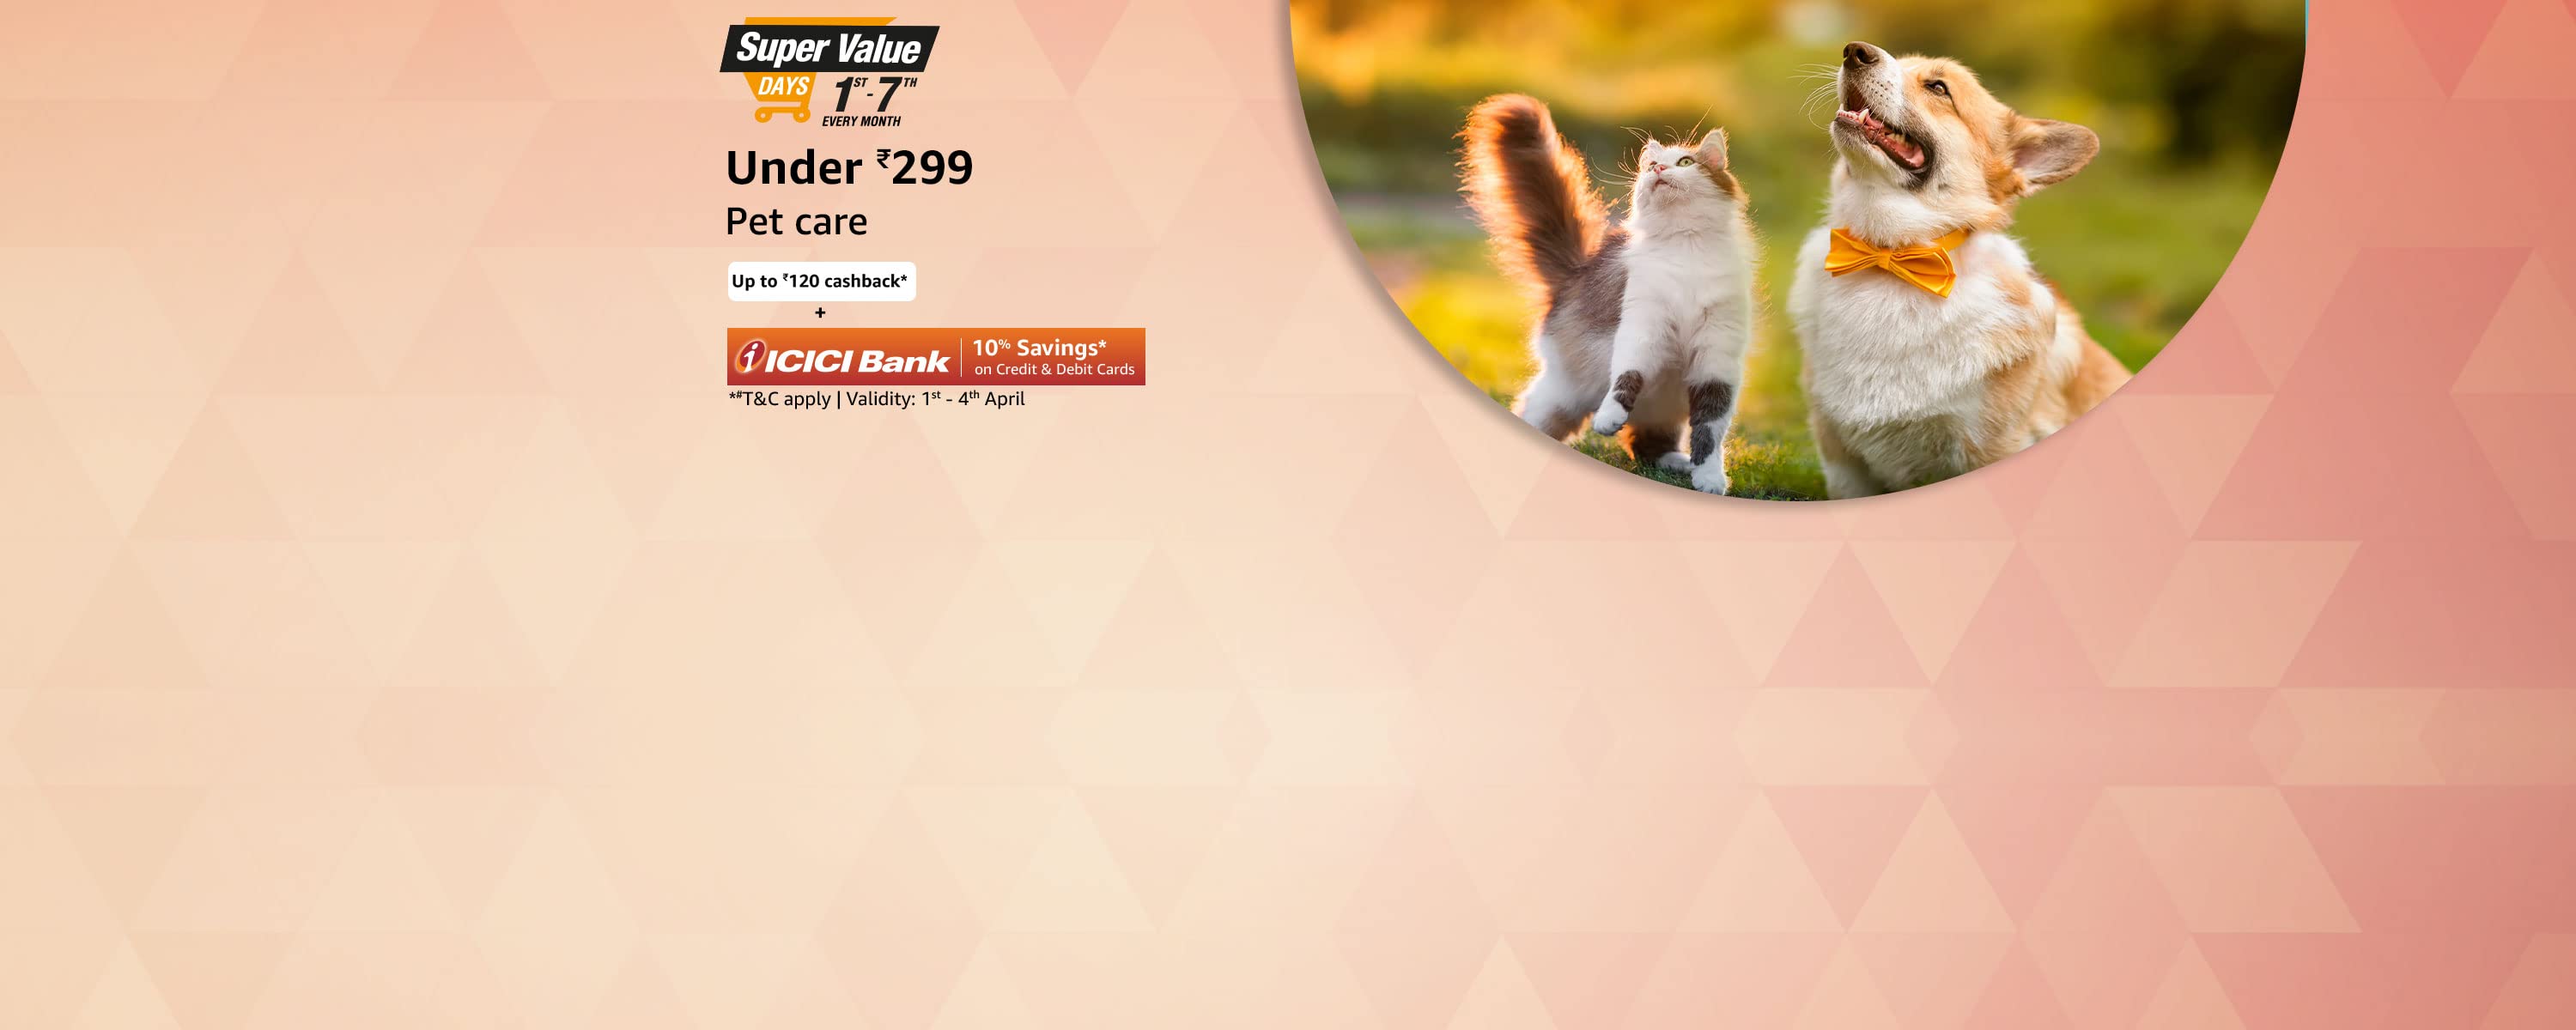 Super Value
DAYS 1ST-7TH
EVERY MONTH
Under ₹299
Pet care
Up to ₹120 cashback*
+
ICICI Bank | 10% Savings*
on Credit & Debit Cards
*#T&C apply | Validity: 1st - 4th April